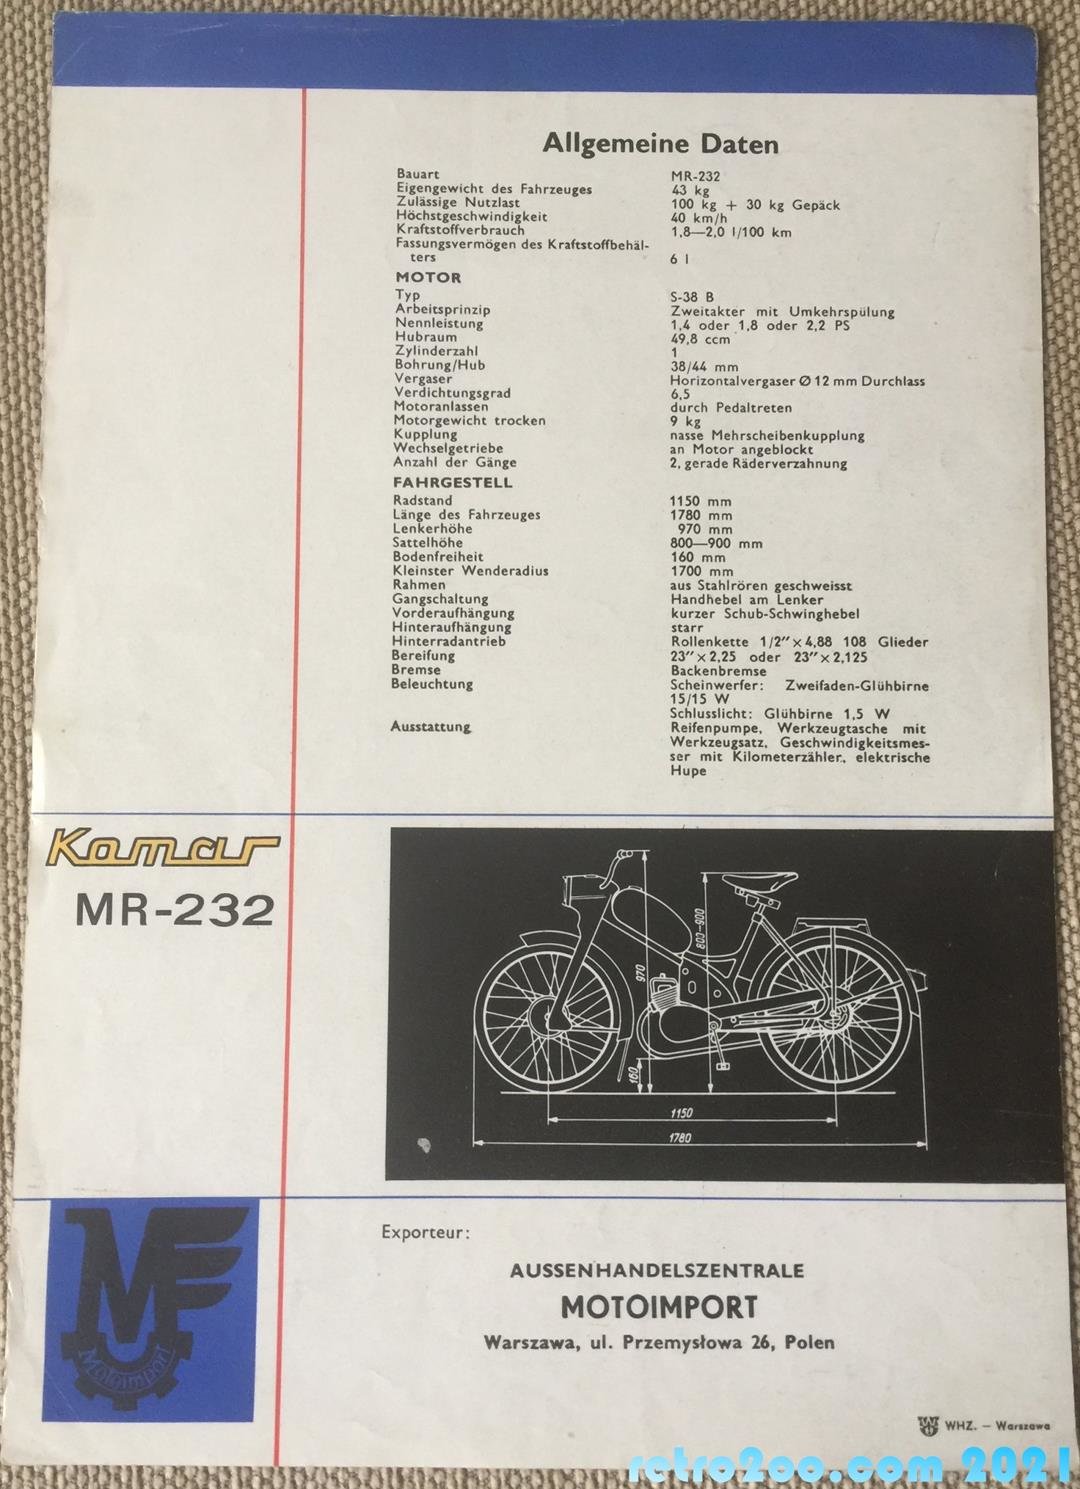 Allgemeine Daten
Bauart MR-232
Eigengewicht des Fahrzeuges 43 kg
Zulässige Nutzlast 100 kg + 30 kg Gepäck
Höchstgeschwindigkeit 40 km/h
Kraftstoffverbrauch 1,8—2,0 l/100 km
Fassungsvermögen des Kraftstoffbehäl-
ters 6 l
MOTOR
Typ S-38 B
Arbeitsprinzip Zweitakter mit Umkehrspülung
Nennleistung 1,4 oder 1,8 oder 2,2 PS
Hubraum 49,8 ccm
Zylinderzahl 1
Bohrung/Hub 38/44 mm
Vergaser Horizontalvergaser Ø 12 mm Durchlass
Verdichtungsgrad 6,5
Motoranlassen durch Pedaltreten
Motorgewicht trocken 9 kg
Kupplung nasse Mehrscheibenkupplung
Wechselgetriebe an Motor angeblockt
Anzahl der Gänge 2, gerade Räderverzahnung
FAHRGESTELL
Radstand 1150 mm
Länge des Fahrzeuges 1780 mm
Lenkerhöhe 970 mm
Sattelhöhe 800—900 mm
Bodenfreiheit 160 mm
Kleinster Wenderadius 1700 mm
Rahmen aus Stahlrören geschweisst
Gangschaltung Handhebel am Lenker
Vorderaufhängung kurzer Schub-Schwinghebel
Hinteraufhängung starr
Hinterradantrieb Rollenkette 1/2″ × 4,88 108 Glieder
Bereifung 23″ × 2,25 oder 23″ × 2,125
Bremse Backenbremse
Beleuchtung Scheinwerfer: Zweifaden-Glühbirne
15/15 W
Schlusslicht: Glühbirne 1,5 W
Ausstattung Reifenpumpe, Werkzeugtasche mit
Werkzeugsatz, Geschwindigkeitsmes-
ser mit Kilometerzähler, elektrische
Hupe
Komar
MR-232
800—900
970
160
1150
1780
Motoimport
Exporteur:
AUSSENHANDELSZENTRALE
MOTOIMPORT
Warszawa, ul. Przemysłowa 26, Polen
WHZ. — Warszawa
retro2oo.com 2021